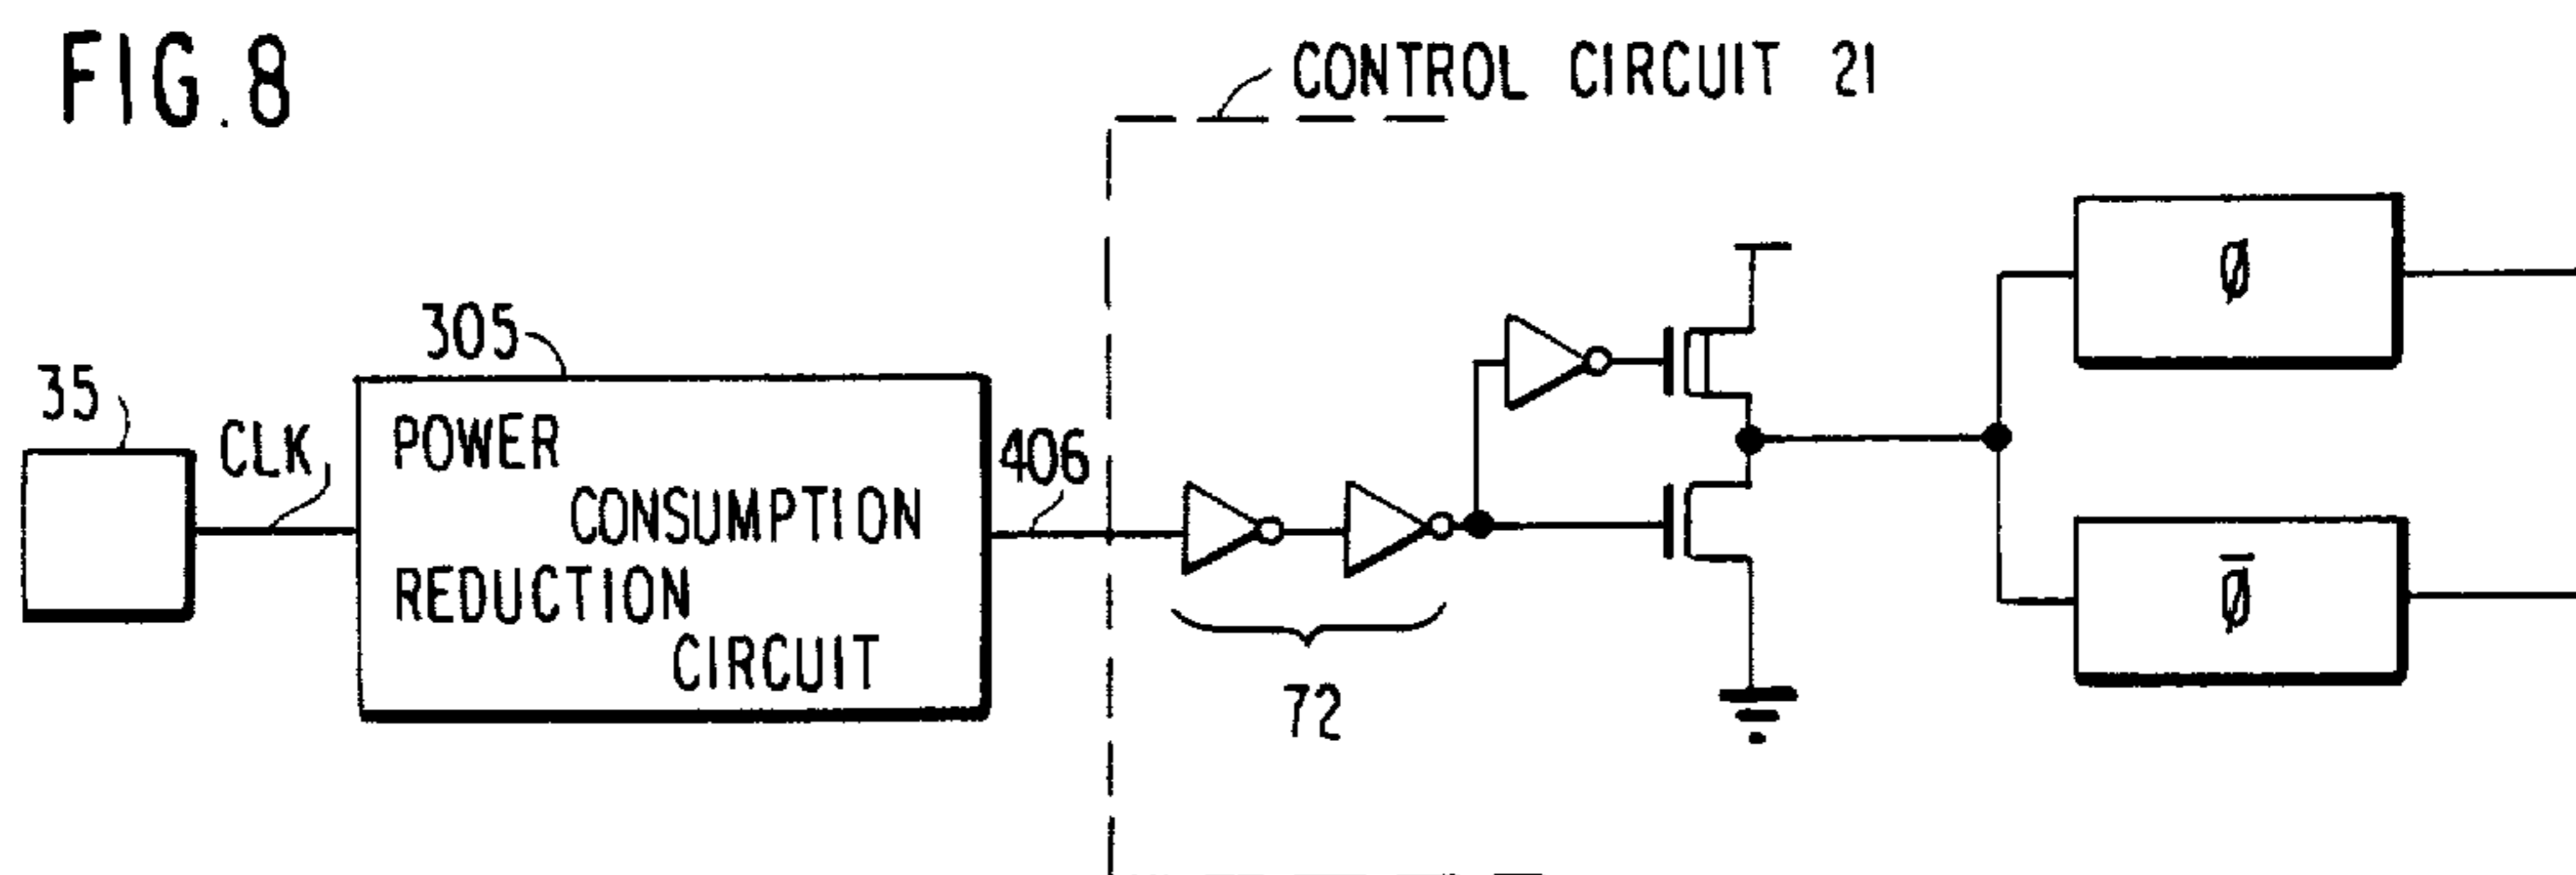 FIG. 8
CONTROL CIRCUIT 21
305
35
CLK
POWER
CONSUMPTION
REDUCTION
CIRCUIT
406
72
Ø
Ø̅